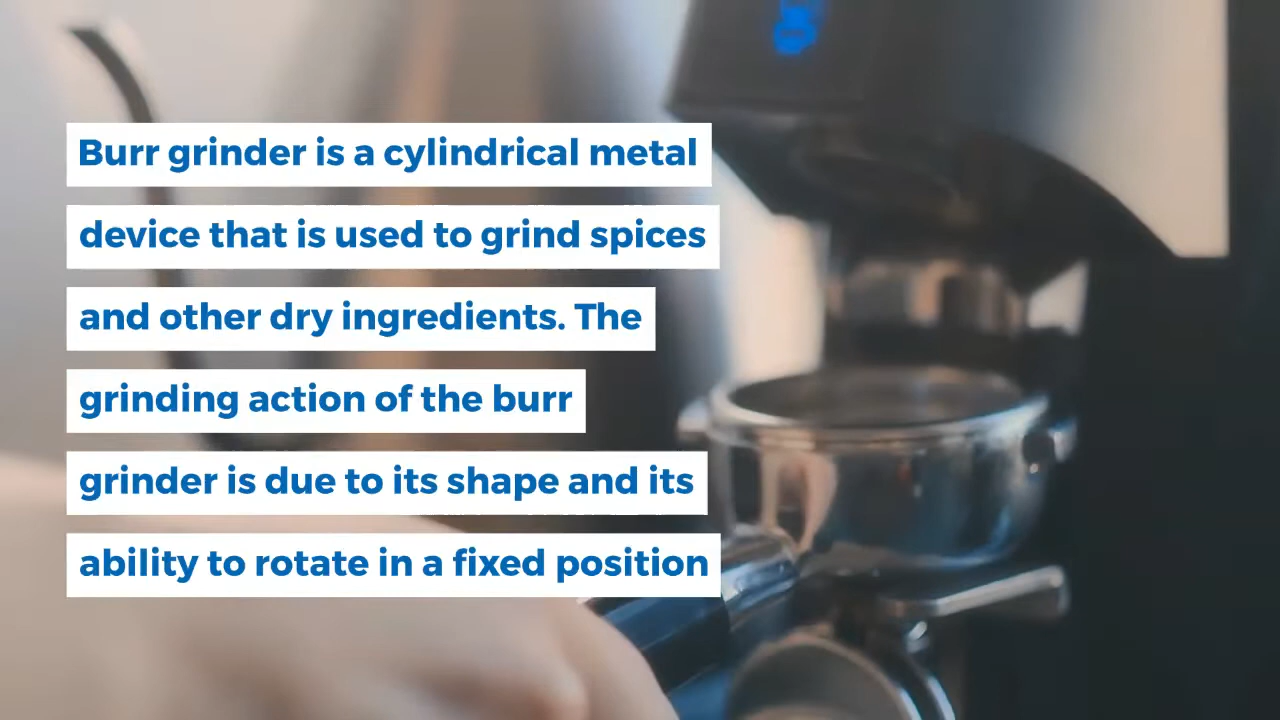 Burr grinder is a cylindrical metal
device that is used to grind spices
and other dry ingredients. The
grinding action of the burr
grinder is due to its shape and its
ability to rotate in a fixed position